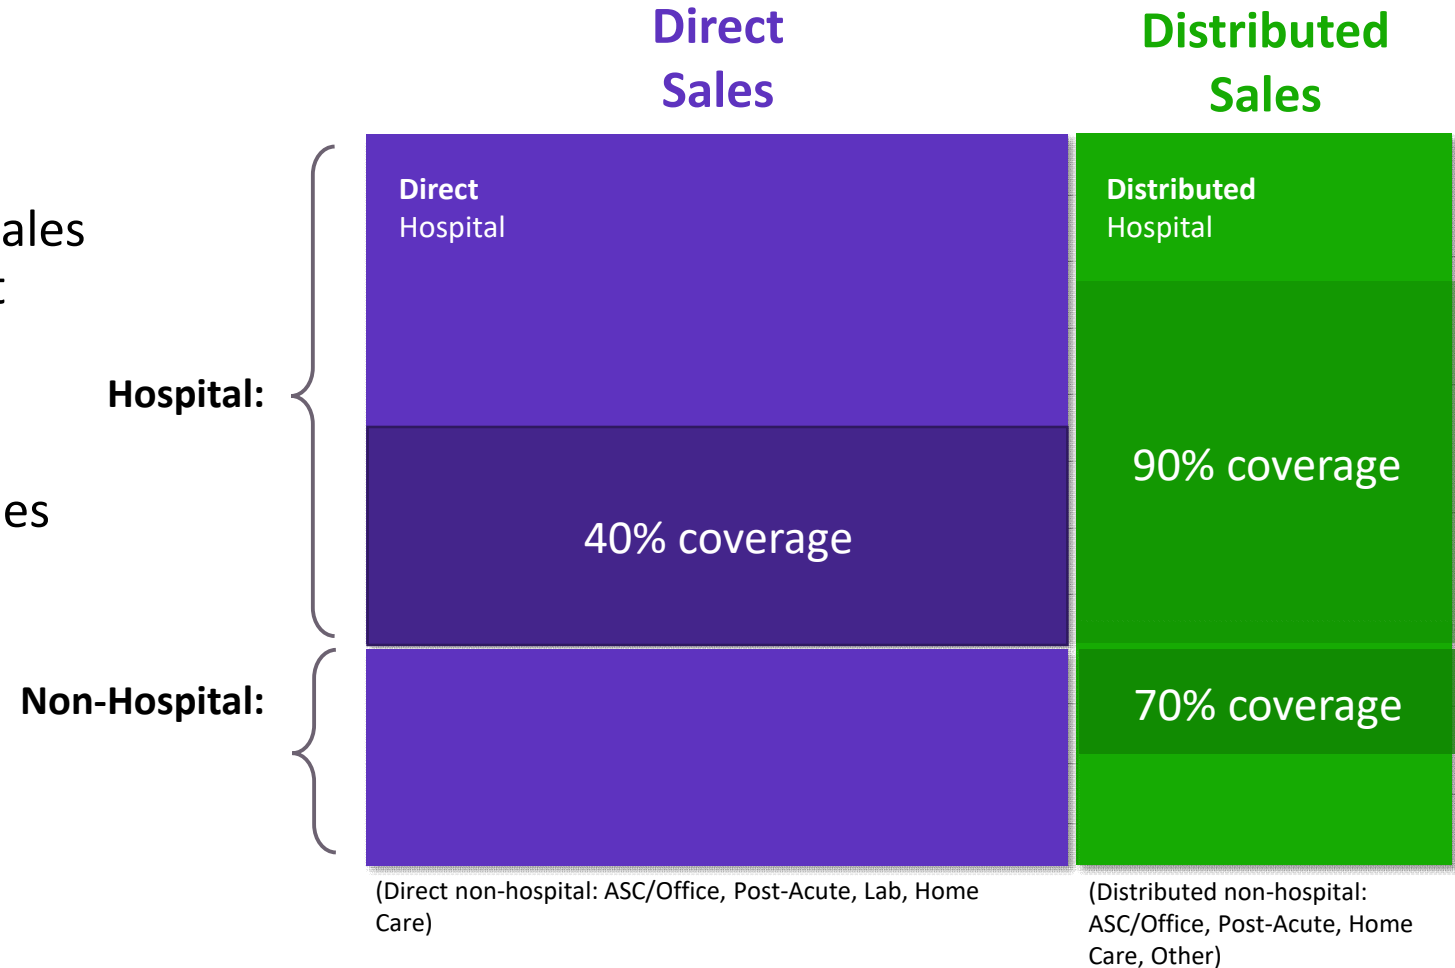 Direct
Sales
Distributed
Sales
ales
t
es
Hospital:
Non-Hospital:
Direct
Hospital
40% coverage
Distributed
Hospital
90% coverage
70% coverage
(Direct non-hospital: ASC/Office, Post-Acute, Lab, Home
Care)
(Distributed non-hospital:
ASC/Office, Post-Acute, Home
Care, Other)